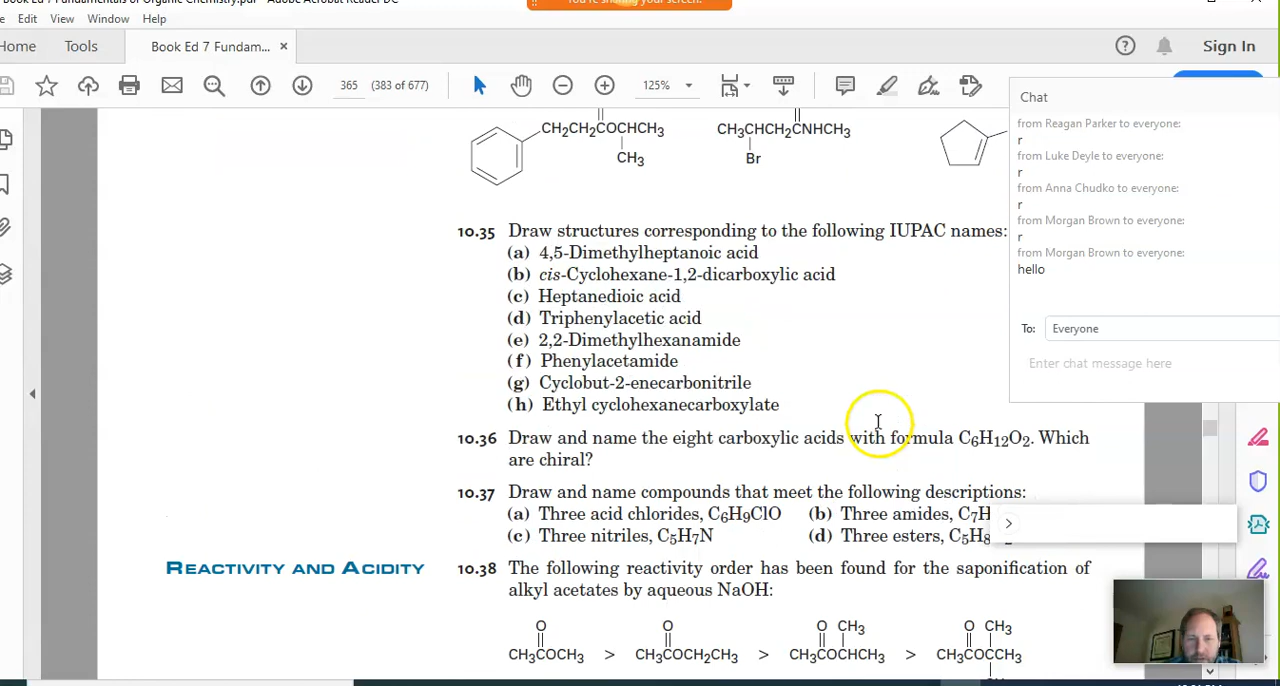 Book Ed 7 Fundamentals of Organic Chemistry.pdf - Adobe Acrobat Reader DC
You're sharing your screen.
Edit View Window Help
Home Tools Book Ed 7 Fundam... × Sign In
365 (383 of 677) 125%
CH2CH2COCHCH3
CH3
CH3CHCH2CNHCH3
Br
10.35 Draw structures corresponding to the following IUPAC names:
(a) 4,5-Dimethylheptanoic acid
(b) cis-Cyclohexane-1,2-dicarboxylic acid
(c) Heptanedioic acid
(d) Triphenylacetic acid
(e) 2,2-Dimethylhexanamide
(f) Phenylacetamide
(g) Cyclobut-2-enecarbonitrile
(h) Ethyl cyclohexanecarboxylate
10.36 Draw and name the eight carboxylic acids with formula C6H12O2. Which
are chiral?
10.37 Draw and name compounds that meet the following descriptions:
(a) Three acid chlorides, C6H9ClO (b) Three amides, C7H
(c) Three nitriles, C5H7N (d) Three esters, C5H8
REACTIVITY AND ACIDITY
10.38 The following reactivity order has been found for the saponification of
alkyl acetates by aqueous NaOH:
O O O CH3 O CH3
CH3COCH3 > CH3COCH2CH3 > CH3COCHCH3 > CH3COCCH3
Chat
from Reagan Parker to everyone:
r
from Luke Deyle to everyone:
r
from Anna Chudko to everyone:
r
from Morgan Brown to everyone:
r
from Morgan Brown to everyone:
hello
To: Everyone
Enter chat message here